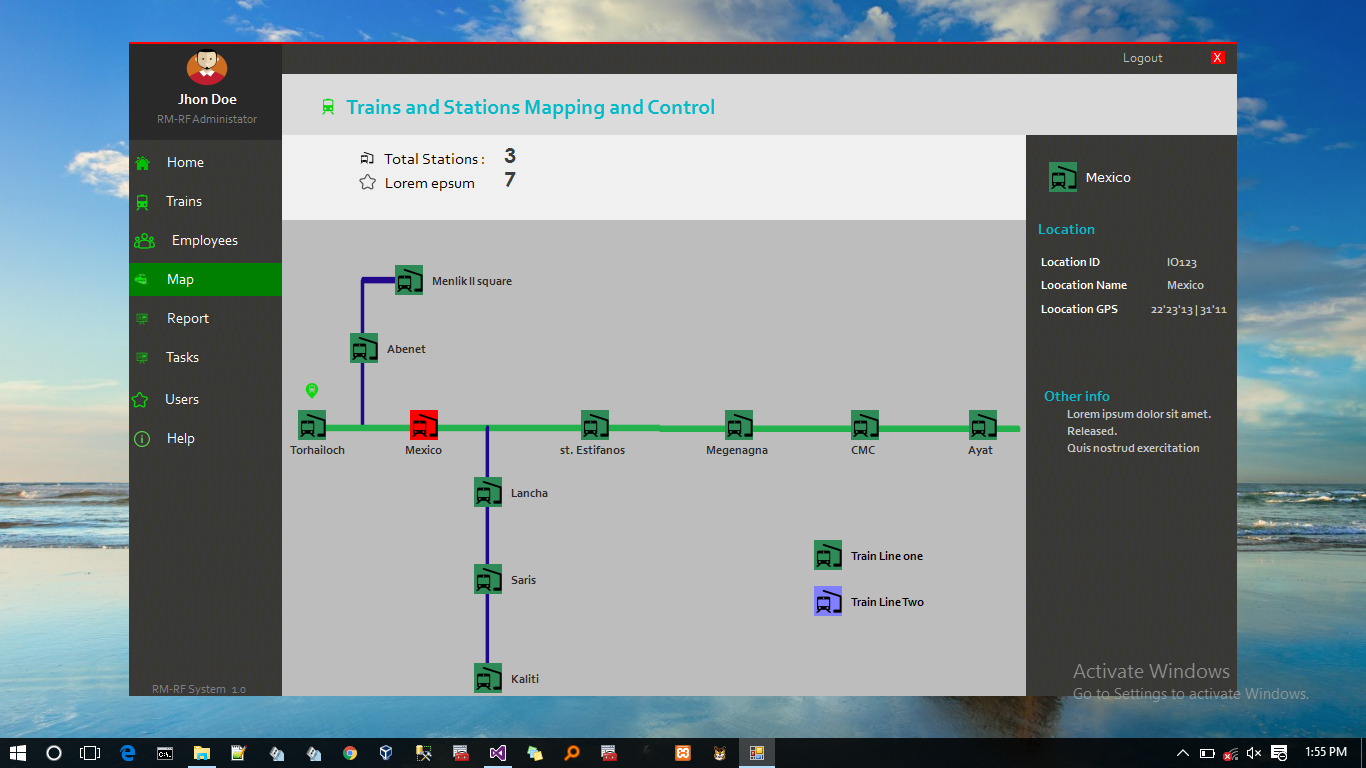 Logout X
Jhon Doe
RM-RF Administator
Home
Trains
Employees
Map
Report
Tasks
Users
Help
RM-RF System 1.0
Trains and Stations Mapping and Control
Total Stations : 3
Lorem epsum 7
Menlik II square
Abenet
Torhailoch
Mexico
st. Estifanos
Megenagna
CMC
Ayat
Lancha
Saris
Kaliti
Train Line one
Train Line Two
Mexico
Location
Location ID IO123
Loocation Name Mexico
Loocation GPS 22'23'13 | 31'11
Other info
Lorem ipsum dolor sit amet.
Released.
Quis nostrud exercitation
Activate Windows
Go to Settings to activate Windows.
1:55 PM